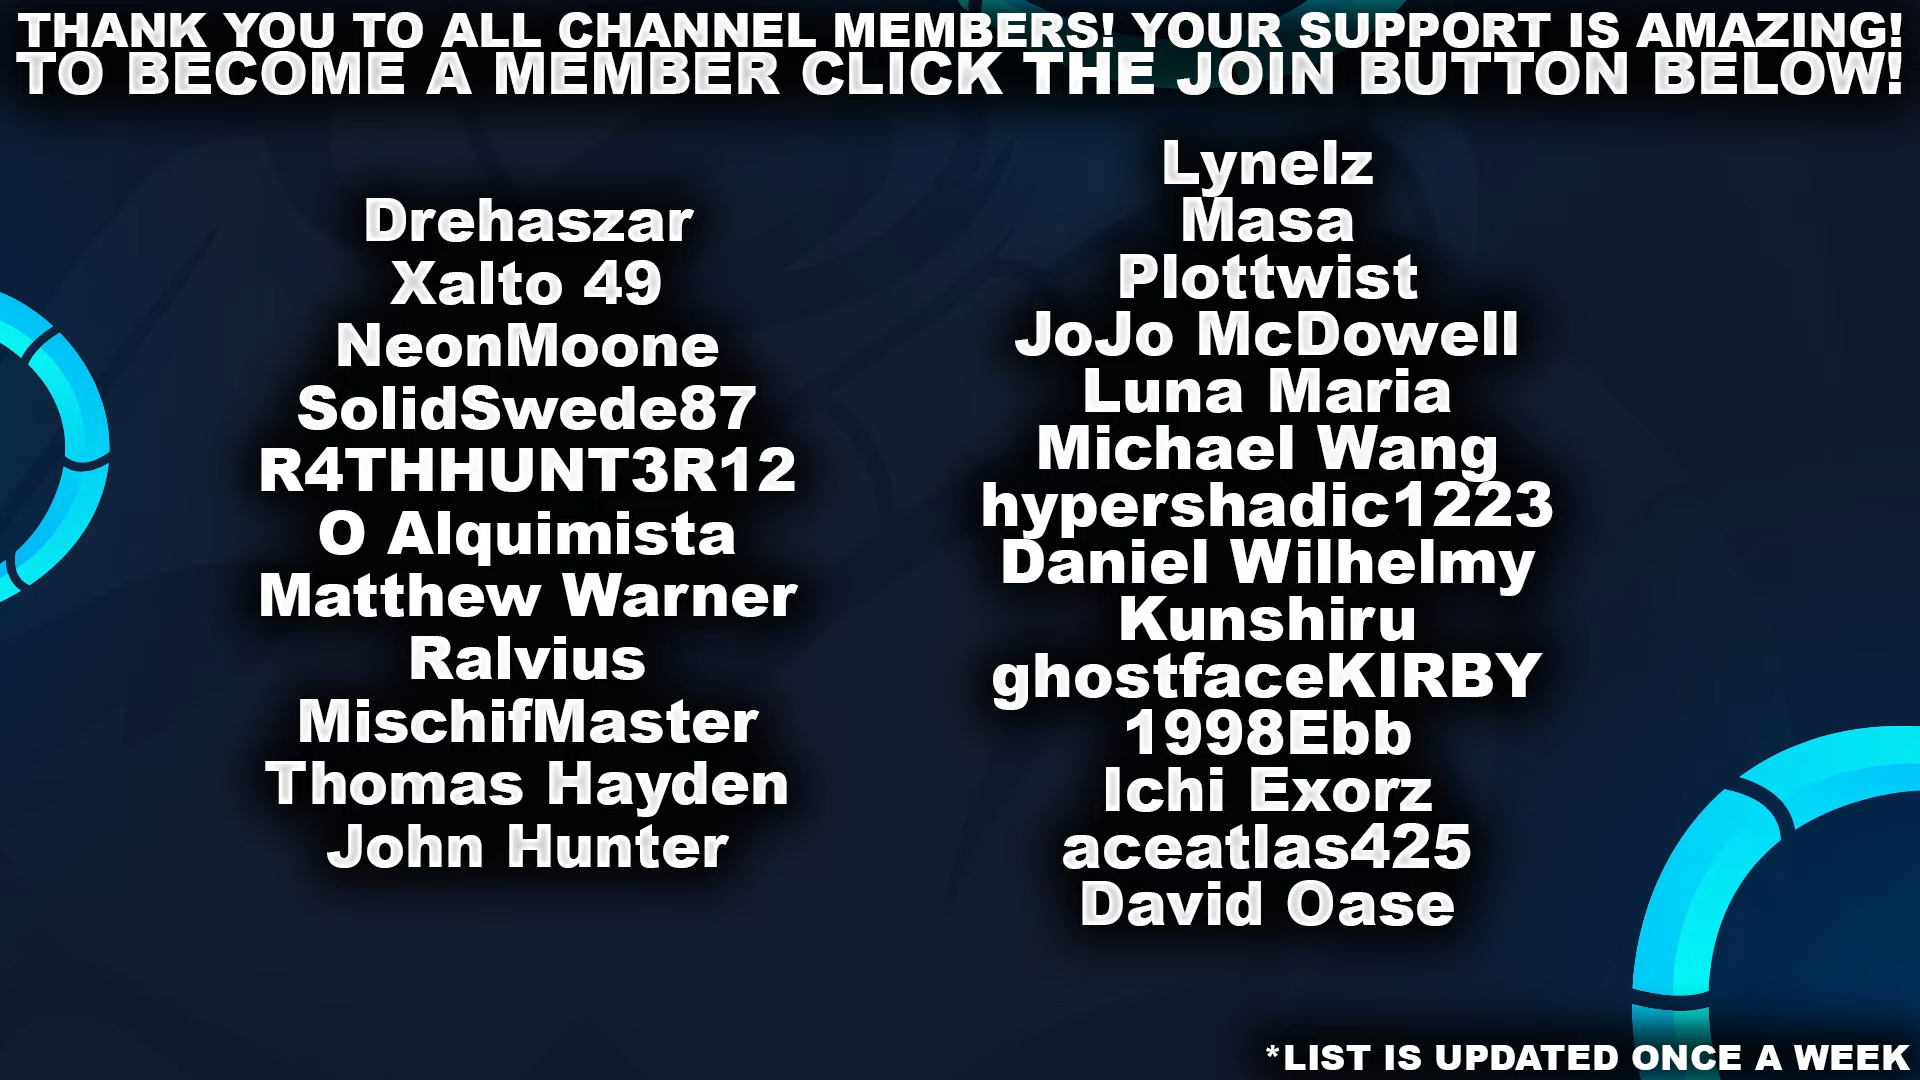 THANK YOU TO ALL CHANNEL MEMBERS! YOUR SUPPORT IS AMAZING!
TO BECOME A MEMBER CLICK THE JOIN BUTTON BELOW!
Drehaszar
Xalto 49
NeonMoone
SolidSwede87
R4THHUNT3R12
O Alquimista
Matthew Warner
Ralvius
MischifMaster
Thomas Hayden
John Hunter
Lynelz
Masa
Plottwist
JoJo McDowell
Luna Maria
Michael Wang
hypershadic1223
Daniel Wilhelmy
Kunshiru
ghostfaceKIRBY
1998Ebb
Ichi Exorz
aceatlas425
David Oase
*LIST IS UPDATED ONCE A WEEK